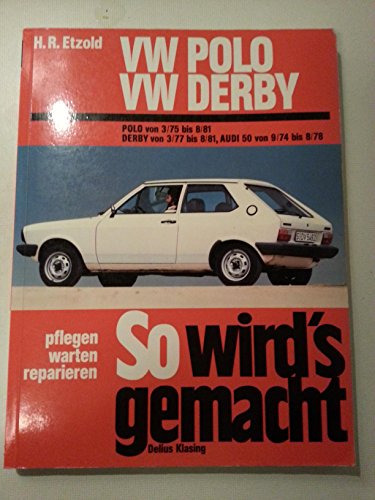 H. R. Etzold
VW POLO
VW DERBY
POLO von 3/75 bis 8/81
DERBY von 3/77 bis 8/81, AUDI 50 von 9/74 bis 8/78
pflegen
warten
reparieren
So wird's
gemacht
Delius Klasing